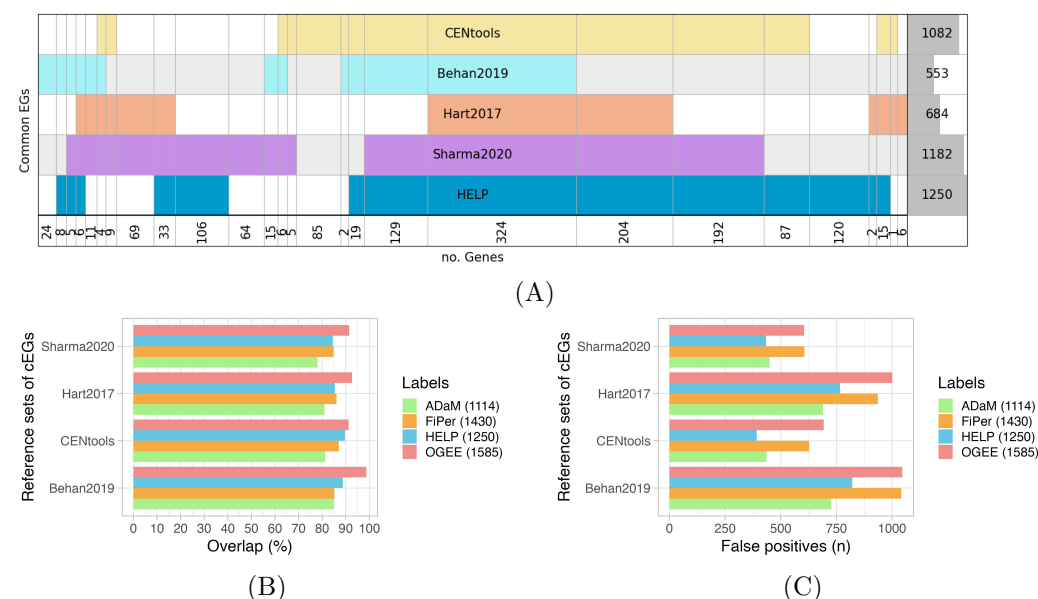 Common EGs
CENtools
1082
Behan2019
553
Hart2017
684
Sharma2020
1182
HELP
1250
24 8 5 6 11 4 9 69 33 106 64 15 6 5 85 2 19 129 324 204 192 87 120 2 15 1 6
no. Genes
(A)
Reference sets of cEGs
Sharma2020
Hart2017
CENtools
Behan2019
0 10 20 30 40 50 60 70 80 90 100
Overlap (%)
Labels
ADaM (1114)
FiPer (1430)
HELP (1250)
OGEE (1585)
(B)
Reference sets of cEGs
Sharma2020
Hart2017
CENtools
Behan2019
0 250 500 750 1000
False positives (n)
Labels
ADaM (1114)
FiPer (1430)
HELP (1250)
OGEE (1585)
(C)